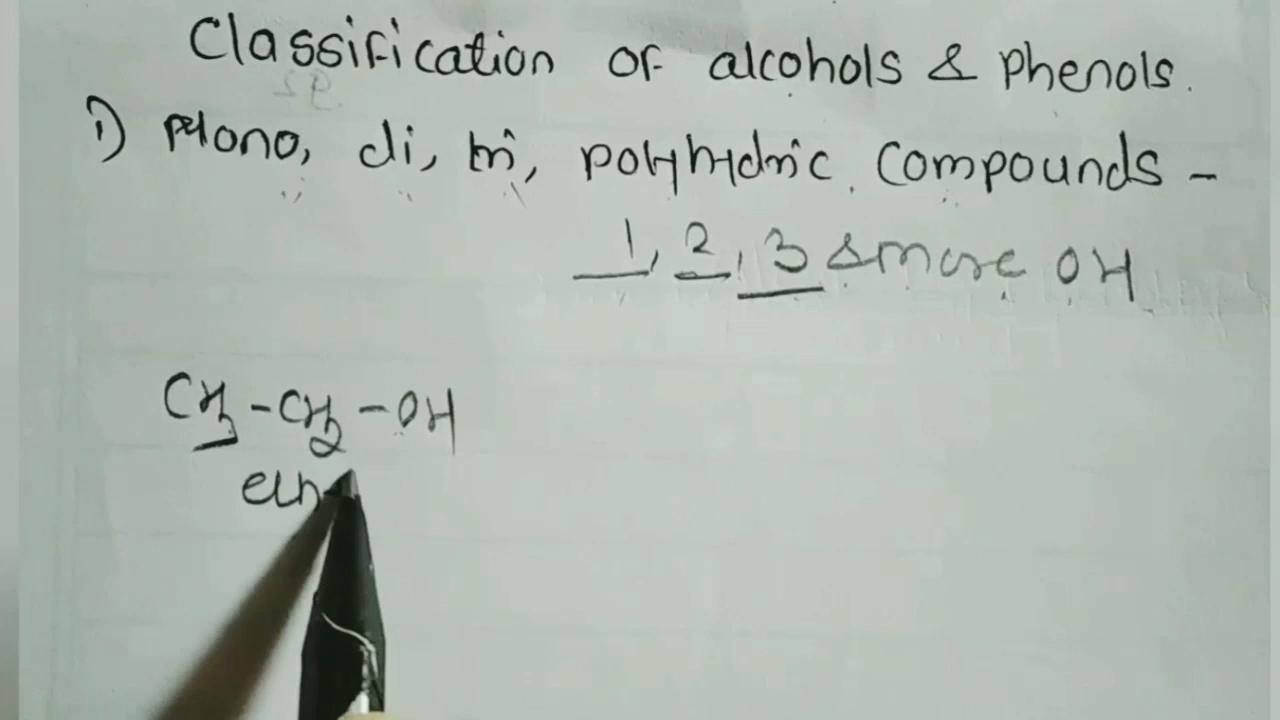 Classification of alcohols & Phenols.
1) Mono, di, tri, polyhydric compounds -
1, 2, 3 & more OH
CH3-CH2-OH
eth